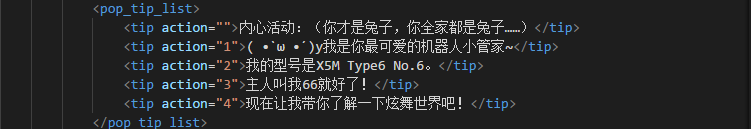 <pop_tip_list>
<tip action="">内心活动：（你才是兔子，你全家都是兔子……）</tip>
<tip action="1">( •̀ω •́ )y我是你最可爱的机器人小管家~</tip>
<tip action="2">我的型号是X5M Type6 No.6。</tip>
<tip action="3">主人叫我66就好了！</tip>
<tip action="4">现在让我带你了解一下炫舞世界吧！</tip>
</pop_tip_list>